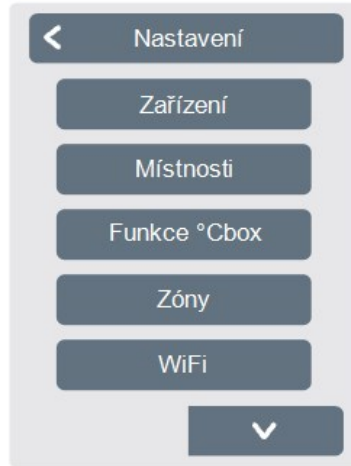 Nastavení
Zařízení
Místnosti
Funkce °Cbox
Zóny
WiFi